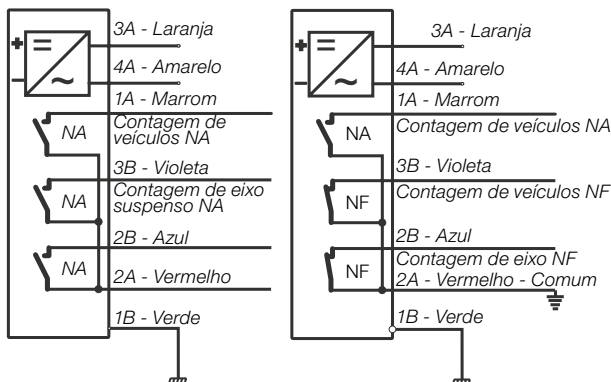 3A - Laranja
4A - Amarelo
1A - Marrom
NA
Contagem de
veículos NA
3B - Violeta
NA
Contagem de eixo
suspenso NA
2B - Azul
NA
2A - Vermelho
1B - Verde
3A - Laranja
4A - Amarelo
1A - Marrom
NA
Contagem de veículos NA
3B - Violeta
NF
Contagem de veículos NF
2B - Azul
NF
Contagem de eixo NF
2A - Vermelho - Comum
1B - Verde